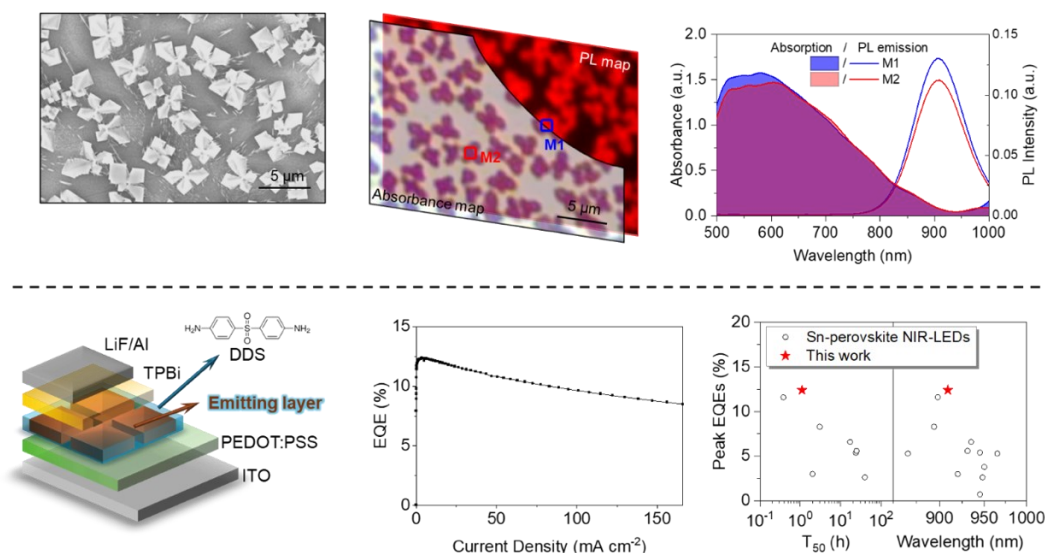 5 µm
PL map
M1
M2
Absorbance map
5 µm
Absorbance (a.u.)
2.0
1.5
1.0
0.5
0.0
Absorption / PL emission
/ M1
/ M2
0.15
0.10
0.05
0.00
PL Intensity (a.u.)
500 600 700 800 900 1000
Wavelength (nm)
H₂N
O
S
O
NH₂
DDS
LiF/Al
TPBi
Emitting layer
PEDOT:PSS
ITO
EQE (%)
15
10
5
0
0 50 100 150
Current Density (mA cm⁻²)
Peak EQEs (%)
20
15
10
5
0
Sn-perovskite NIR-LEDs
This work
10⁻¹ 10⁰ 10¹ 10² 900 950 1000
T₅₀ (h) Wavelength (nm)